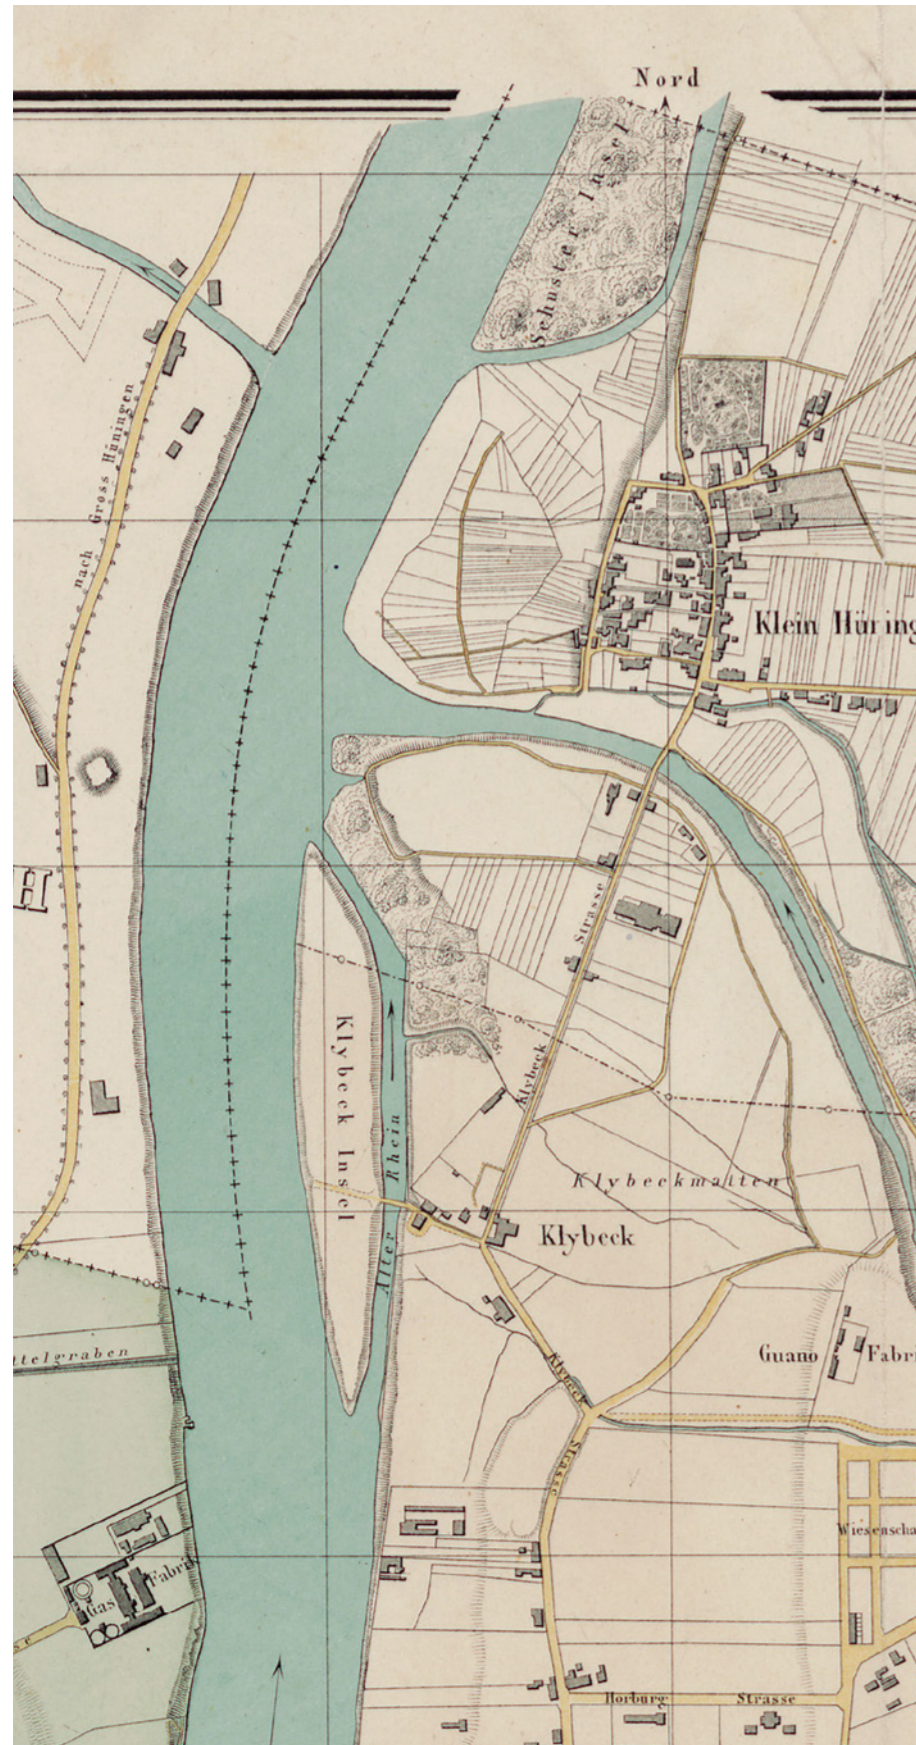 Nord
Schuster Insel
nach Gross Hüningen
Klein Hüning
H
Strasse
Klybeck
Klybeck Insel
Alter Rhein
Klybeckmatten
Klybeck
ttelgraben
Guano Fabri
Klybeck
Strasse
Wiesenscha
Gas Fabrik
se
Horburg Strasse